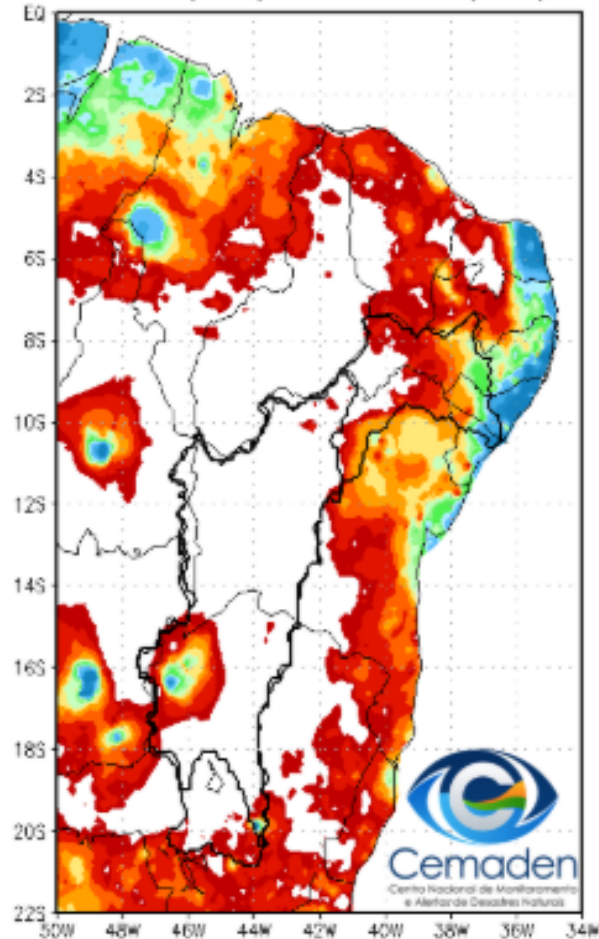 EQ
2S
4S
6S
8S
10S
12S
14S
16S
18S
20S
22S
Cemaden
Centro Nacional de Monitoramento
e Alertas de Desastres Naturais
50W 48W 46W 44W 42W 40W 38W 36W 34W